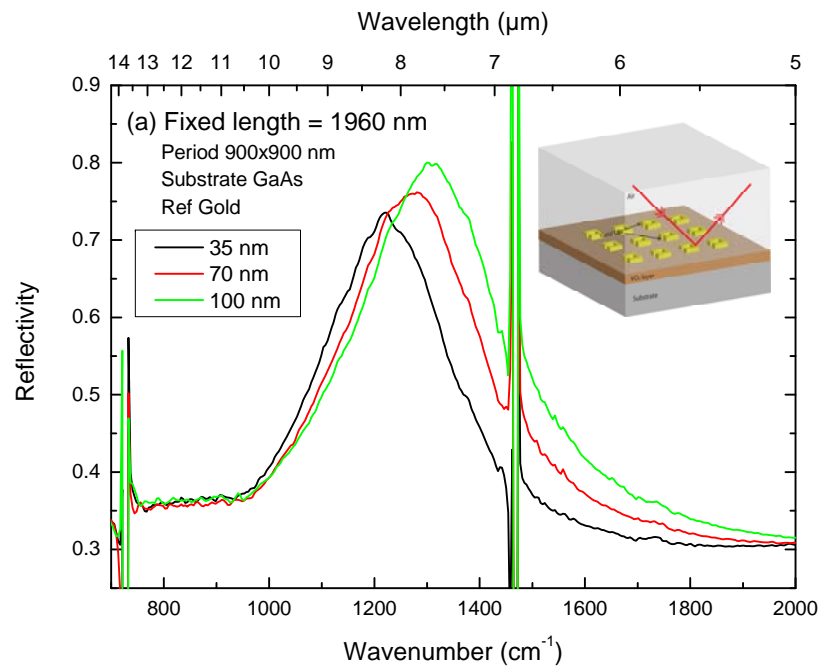 Wavelength (μm)
14 13 12 11 10 9 8 7 6 5
0.9
0.8
0.7
0.6
0.5
0.4
0.3
Reflectivity
(a) Fixed length = 1960 nm
Period 900x900 nm
Substrate GaAs
Ref Gold
35 nm
70 nm
100 nm
Air
VO₂ layer
Substrate
800 1000 1200 1400 1600 1800 2000
Wavenumber (cm⁻¹)